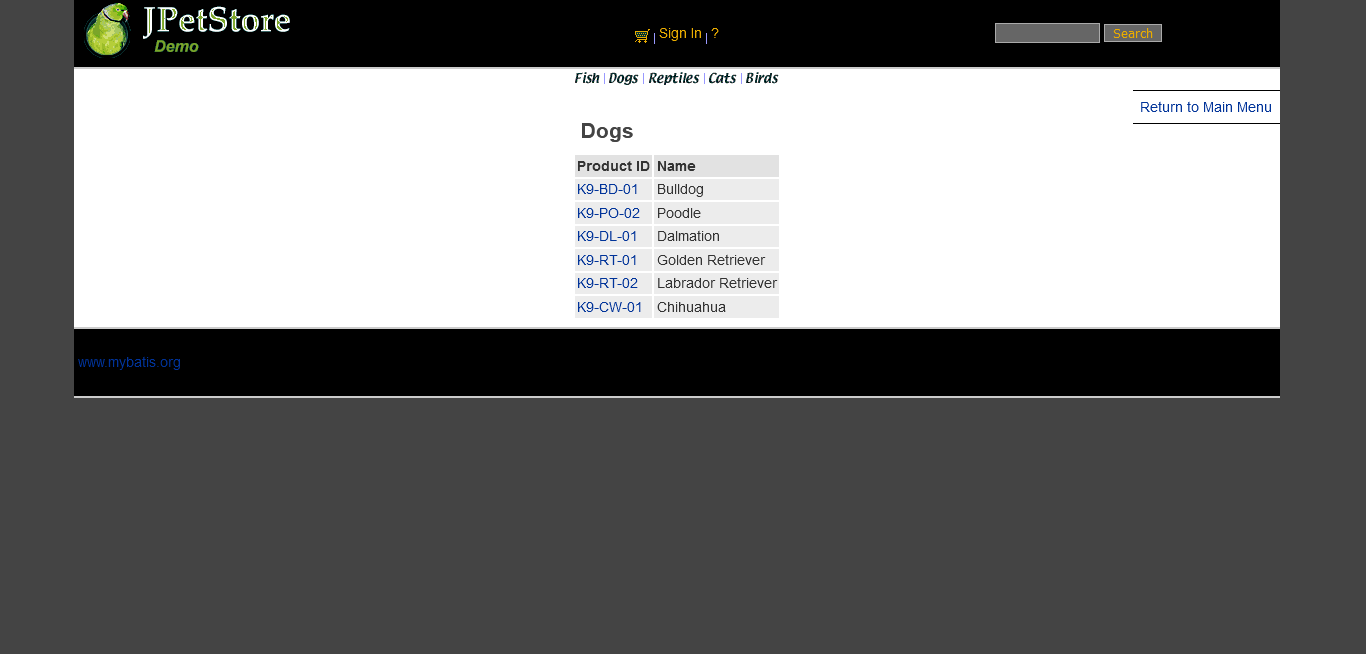 JPetStore
Demo
Sign In | ?
Search
Fish | Dogs | Reptiles | Cats | Birds
Return to Main Menu
Dogs
Product ID Name
K9-BD-01 Bulldog
K9-PO-02 Poodle
K9-DL-01 Dalmation
K9-RT-01 Golden Retriever
K9-RT-02 Labrador Retriever
K9-CW-01 Chihuahua
www.mybatis.org